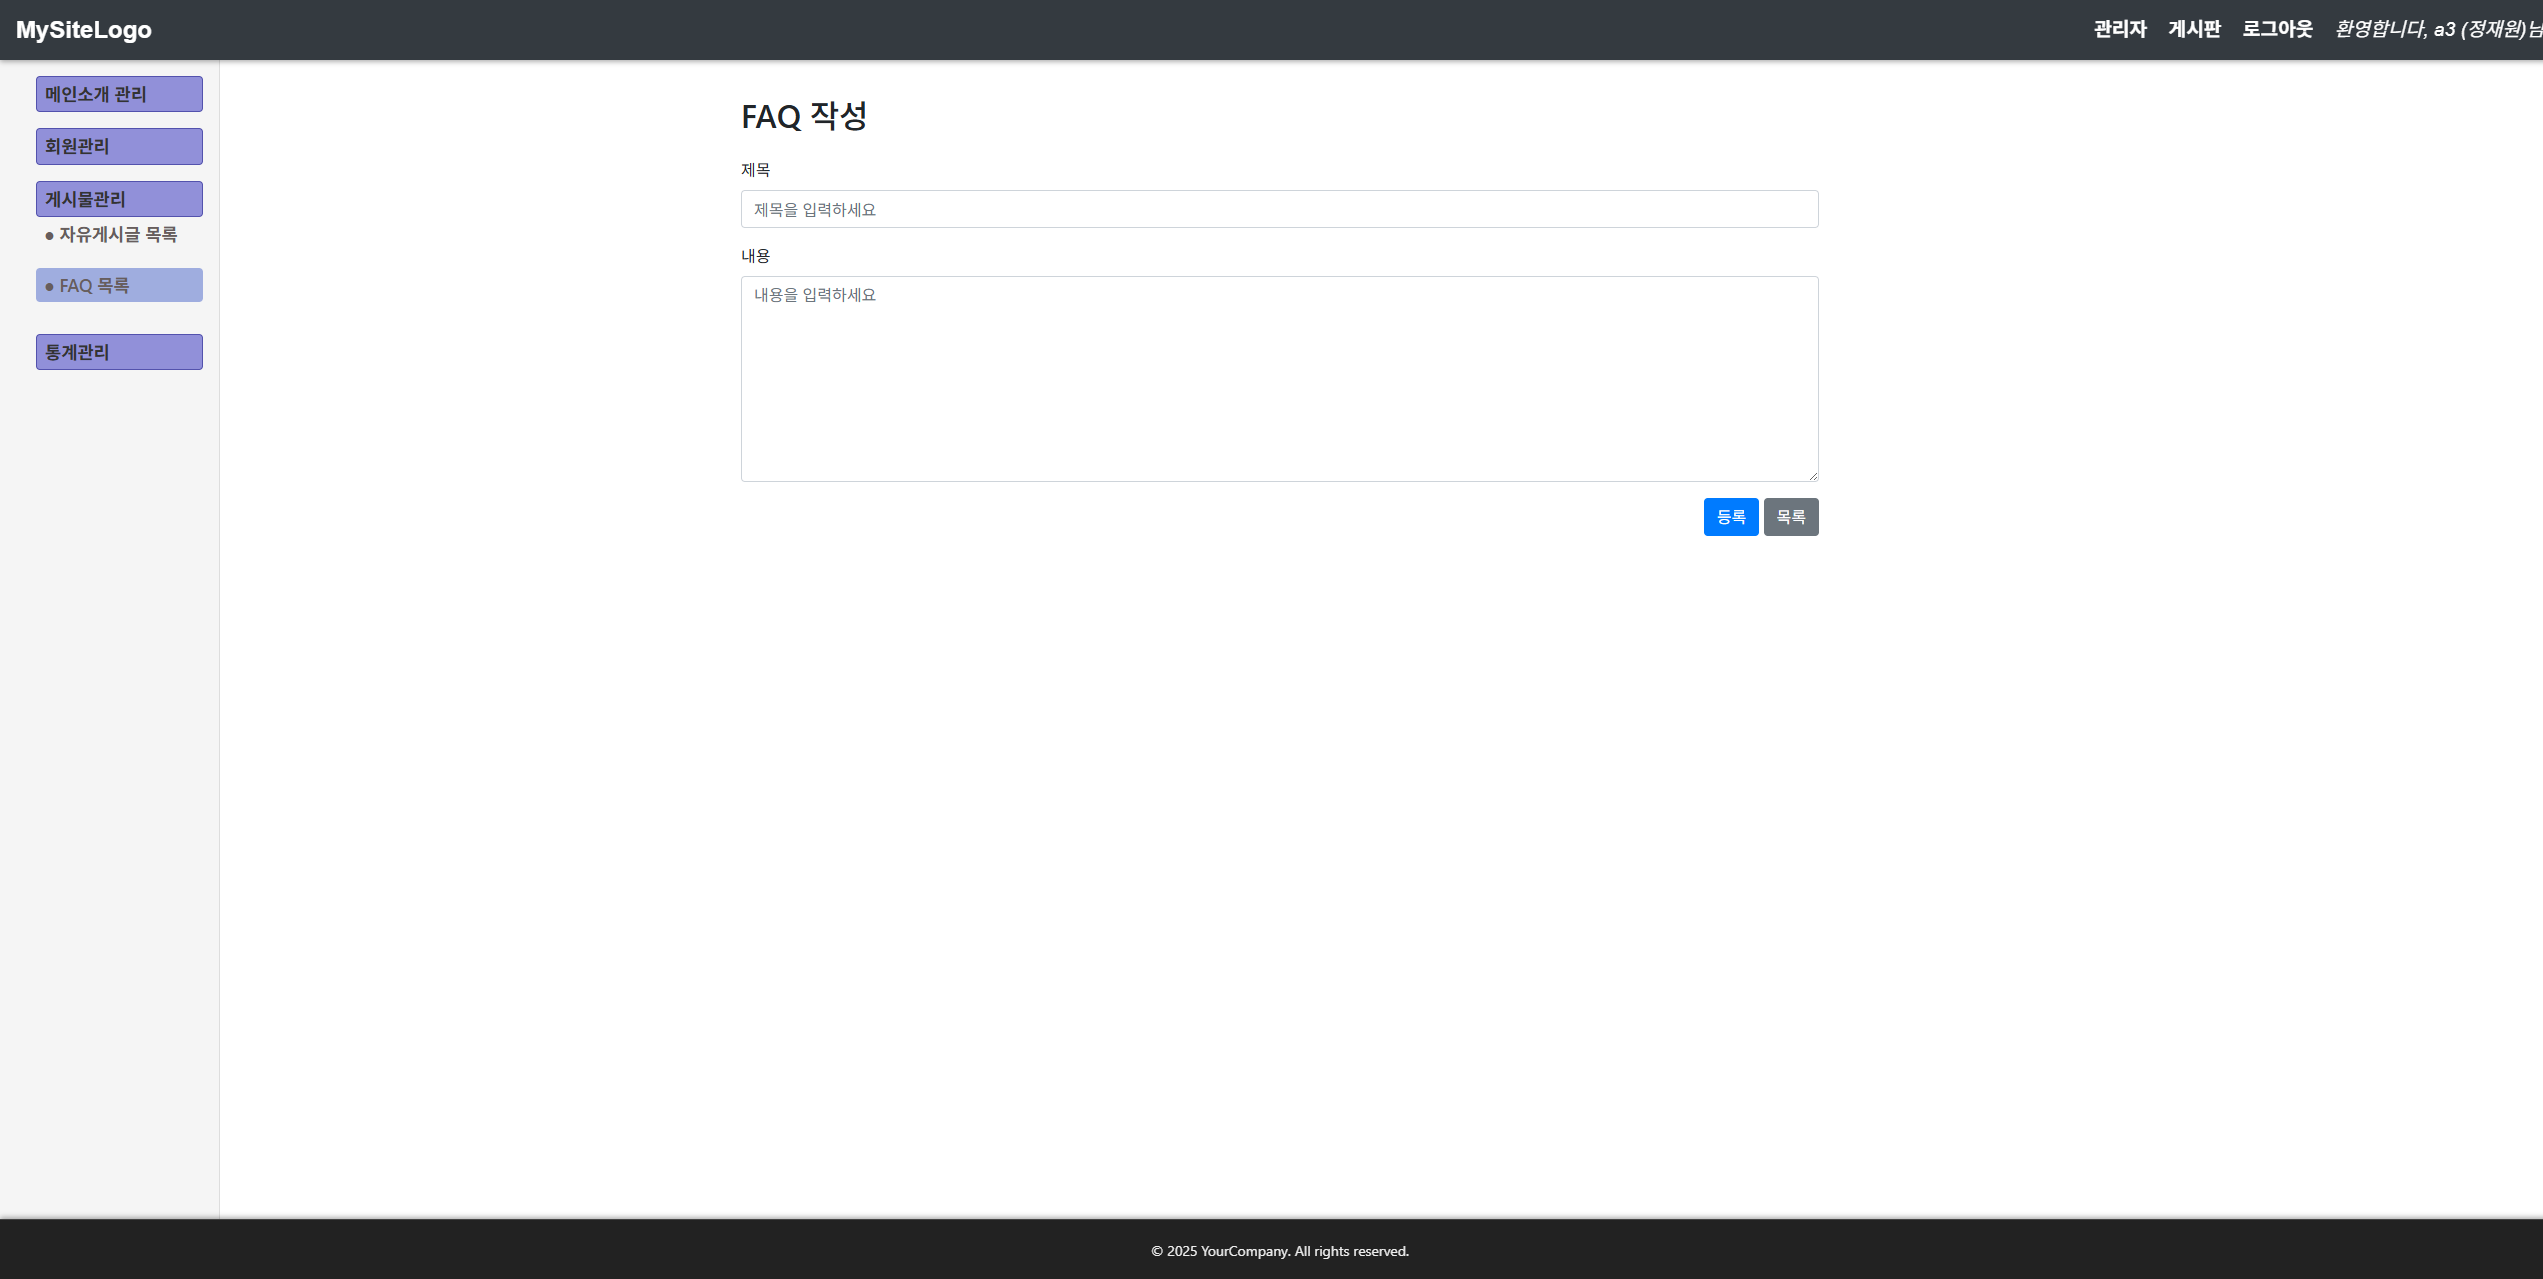 MySiteLogo
관리자 게시판 로그아웃 환영합니다, a3 (정재원)님
메인소개 관리
회원관리
게시물관리
● 자유게시글 목록
● FAQ 목록
통계관리
FAQ 작성
제목
제목을 입력하세요
내용
내용을 입력하세요
등록 목록
© 2025 YourCompany. All rights reserved.